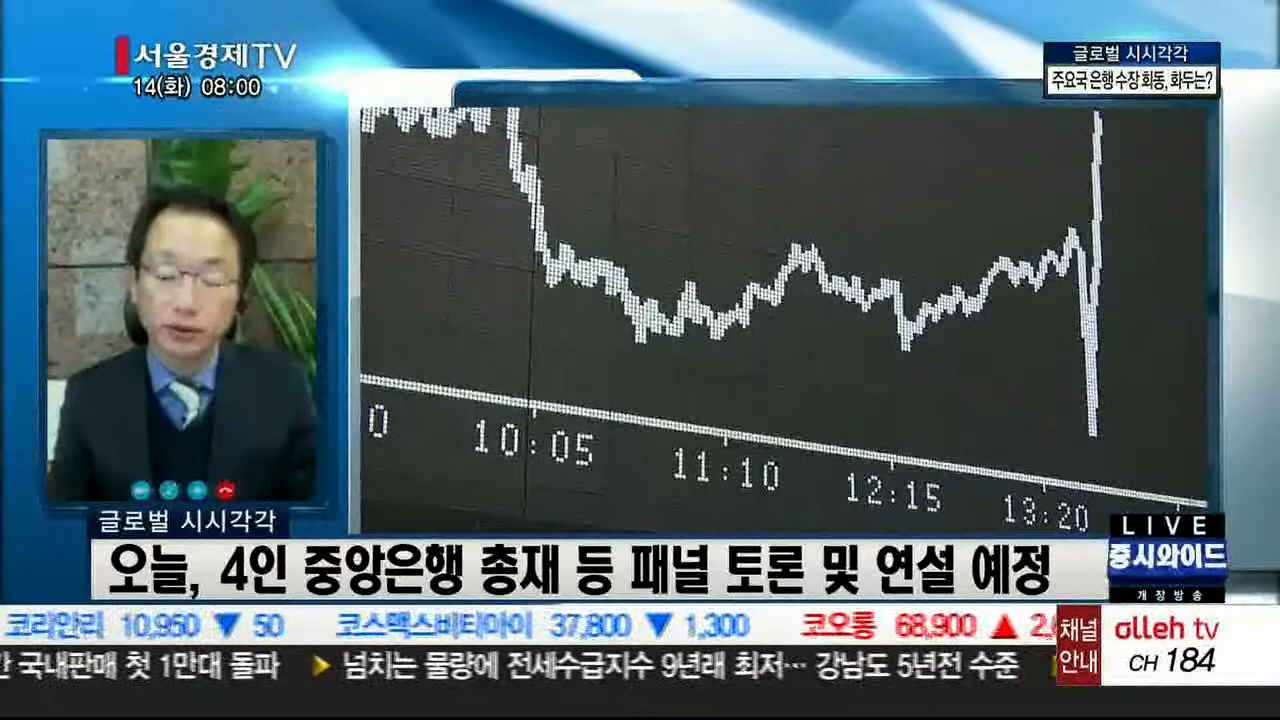 서울경제TV
14(화) 08:00
글로벌 시시각각
주요국 은행 수장 회동, 화두는?
0 10:05 11:10 12:15 13:20
글로벌 시시각각
오늘, 4인 중앙은행 총재 등 패널 토론 및 연설 예정
LIVE
증시와이드
개장방송
코리안리 10,950 ▼ 50 코스맥스비티아이 37,800 ▼ 1,300 코오롱 68,900 ▲ 2,
채널안내
olleh tv
CH 184
국내판매 첫 1만대 돌파 ▶ 넘치는 물량에 전세수급지수 9년래 최저… 강남도 5년전 수준